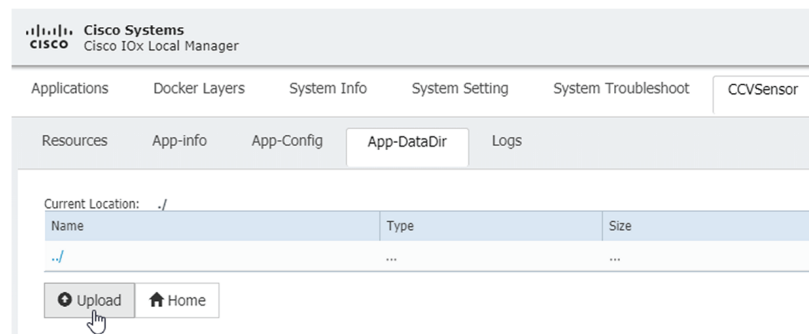 Cisco Systems
CISCO Cisco IOx Local Manager
Applications Docker Layers System Info System Setting System Troubleshoot CCVSensor
Resources App-info App-Config App-DataDir Logs
Current Location: ./
Name Type Size
../ ... ...
Upload Home